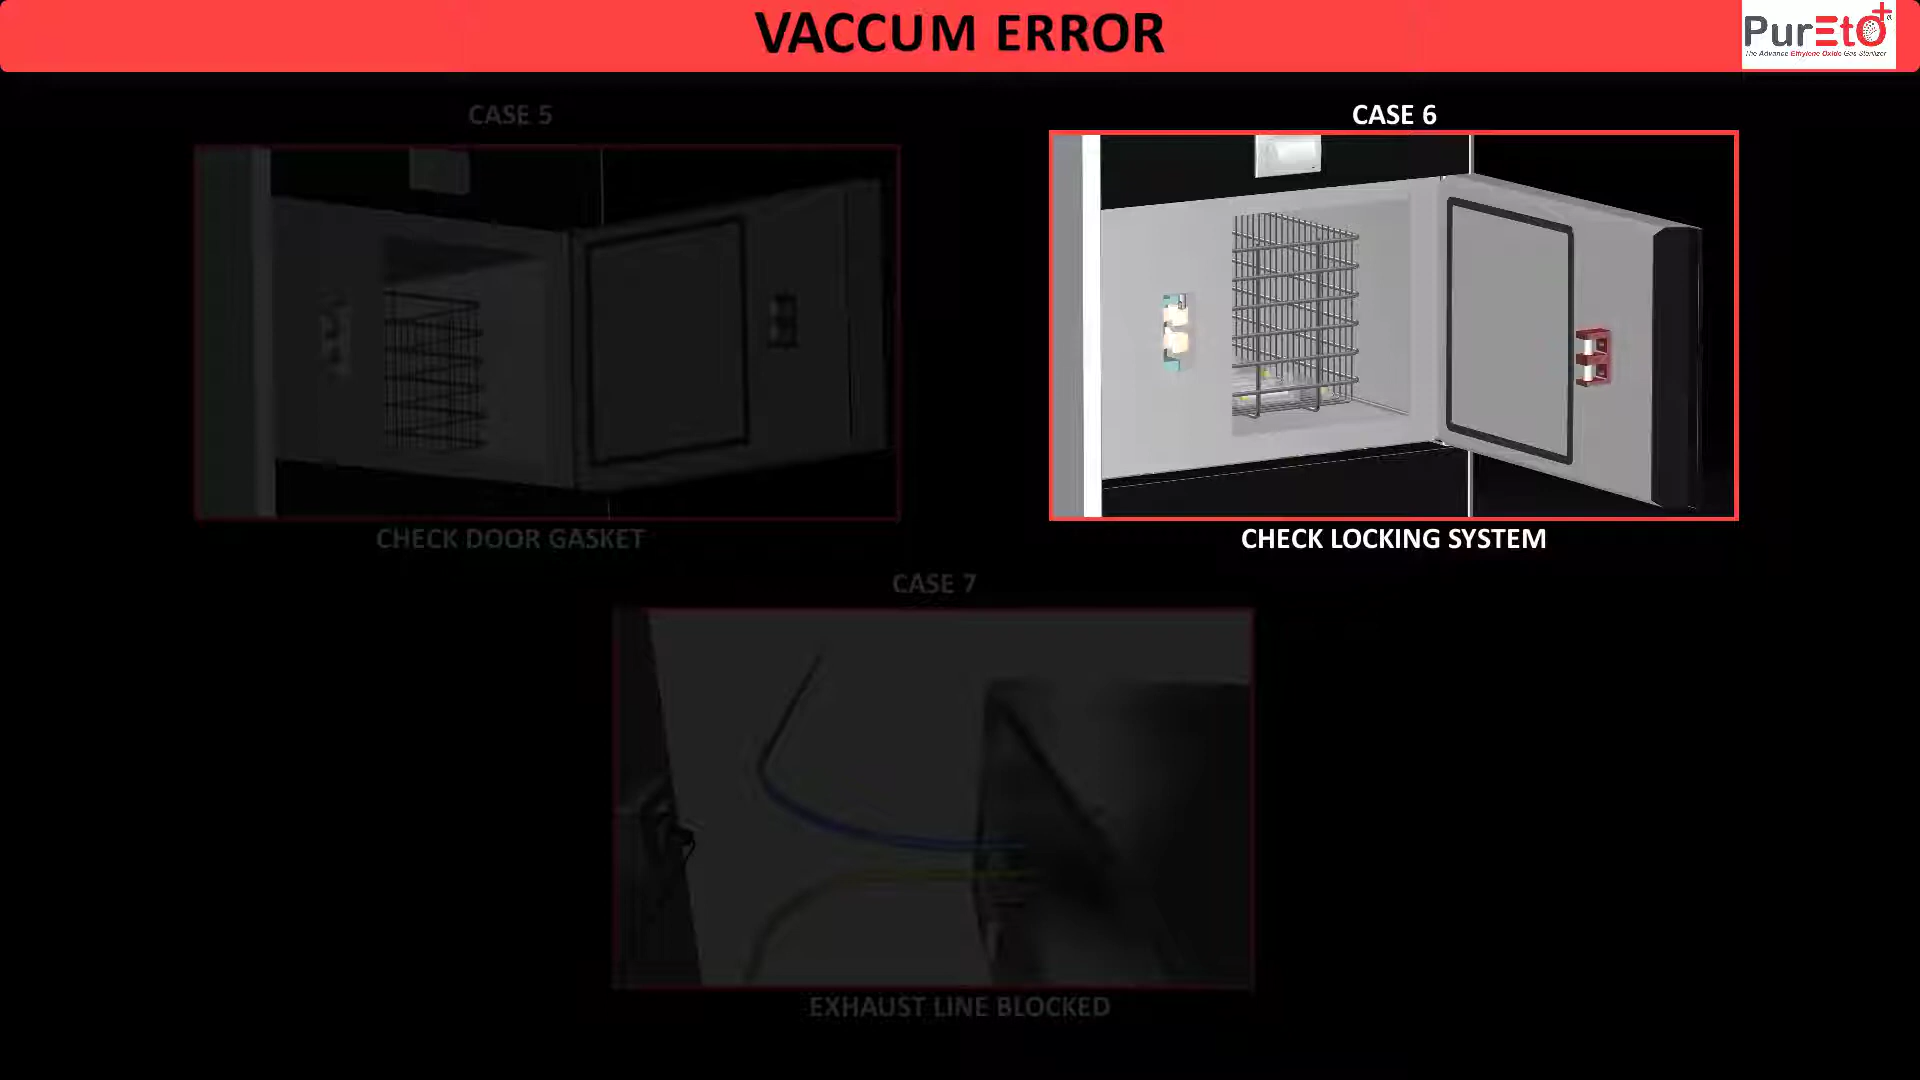 VACCUM ERROR
PurEtO+
The Advance Ethylene Oxide Gas Sterilizer
CASE 5
CASE 6
CHECK DOOR GASKET
CHECK LOCKING SYSTEM
CASE 7
EXHAUST LINE BLOCKED